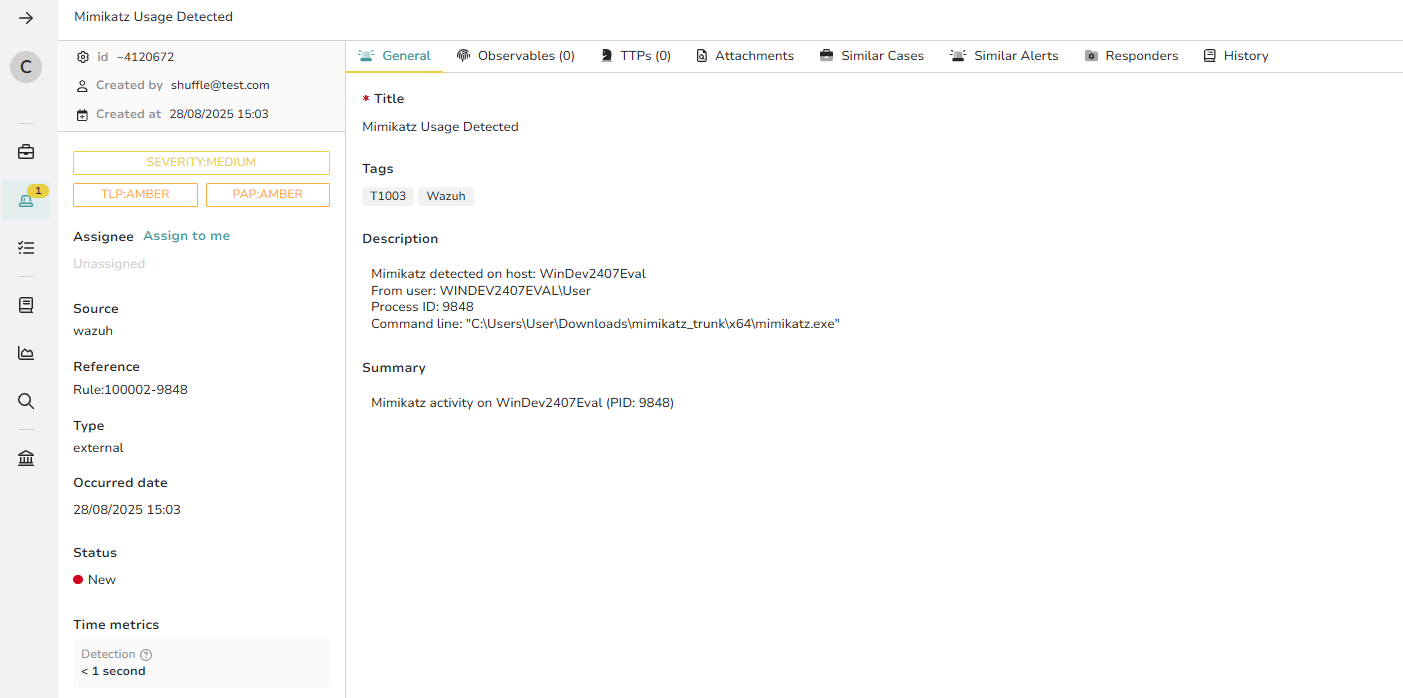 Mimikatz Usage Detected
C
1
id ~4120672
Created by shuffle@test.com
Created at 28/08/2025 15:03
SEVERITY:MEDIUM
TLP:AMBER PAP:AMBER
Assignee Assign to me
Unassigned
Source
wazuh
Reference
Rule:100002-9848
Type
external
Occurred date
28/08/2025 15:03
Status
New
Time metrics
Detection ?
< 1 second
General Observables (0) TTPs (0) Attachments Similar Cases Similar Alerts Responders History
* Title
Mimikatz Usage Detected
Tags
T1003 Wazuh
Description
Mimikatz detected on host: WinDev2407Eval
From user: WINDEV2407EVAL\User
Process ID: 9848
Command line: "C:\Users\User\Downloads\mimikatz_trunk\x64\mimikatz.exe"
Summary
Mimikatz activity on WinDev2407Eval (PID: 9848)